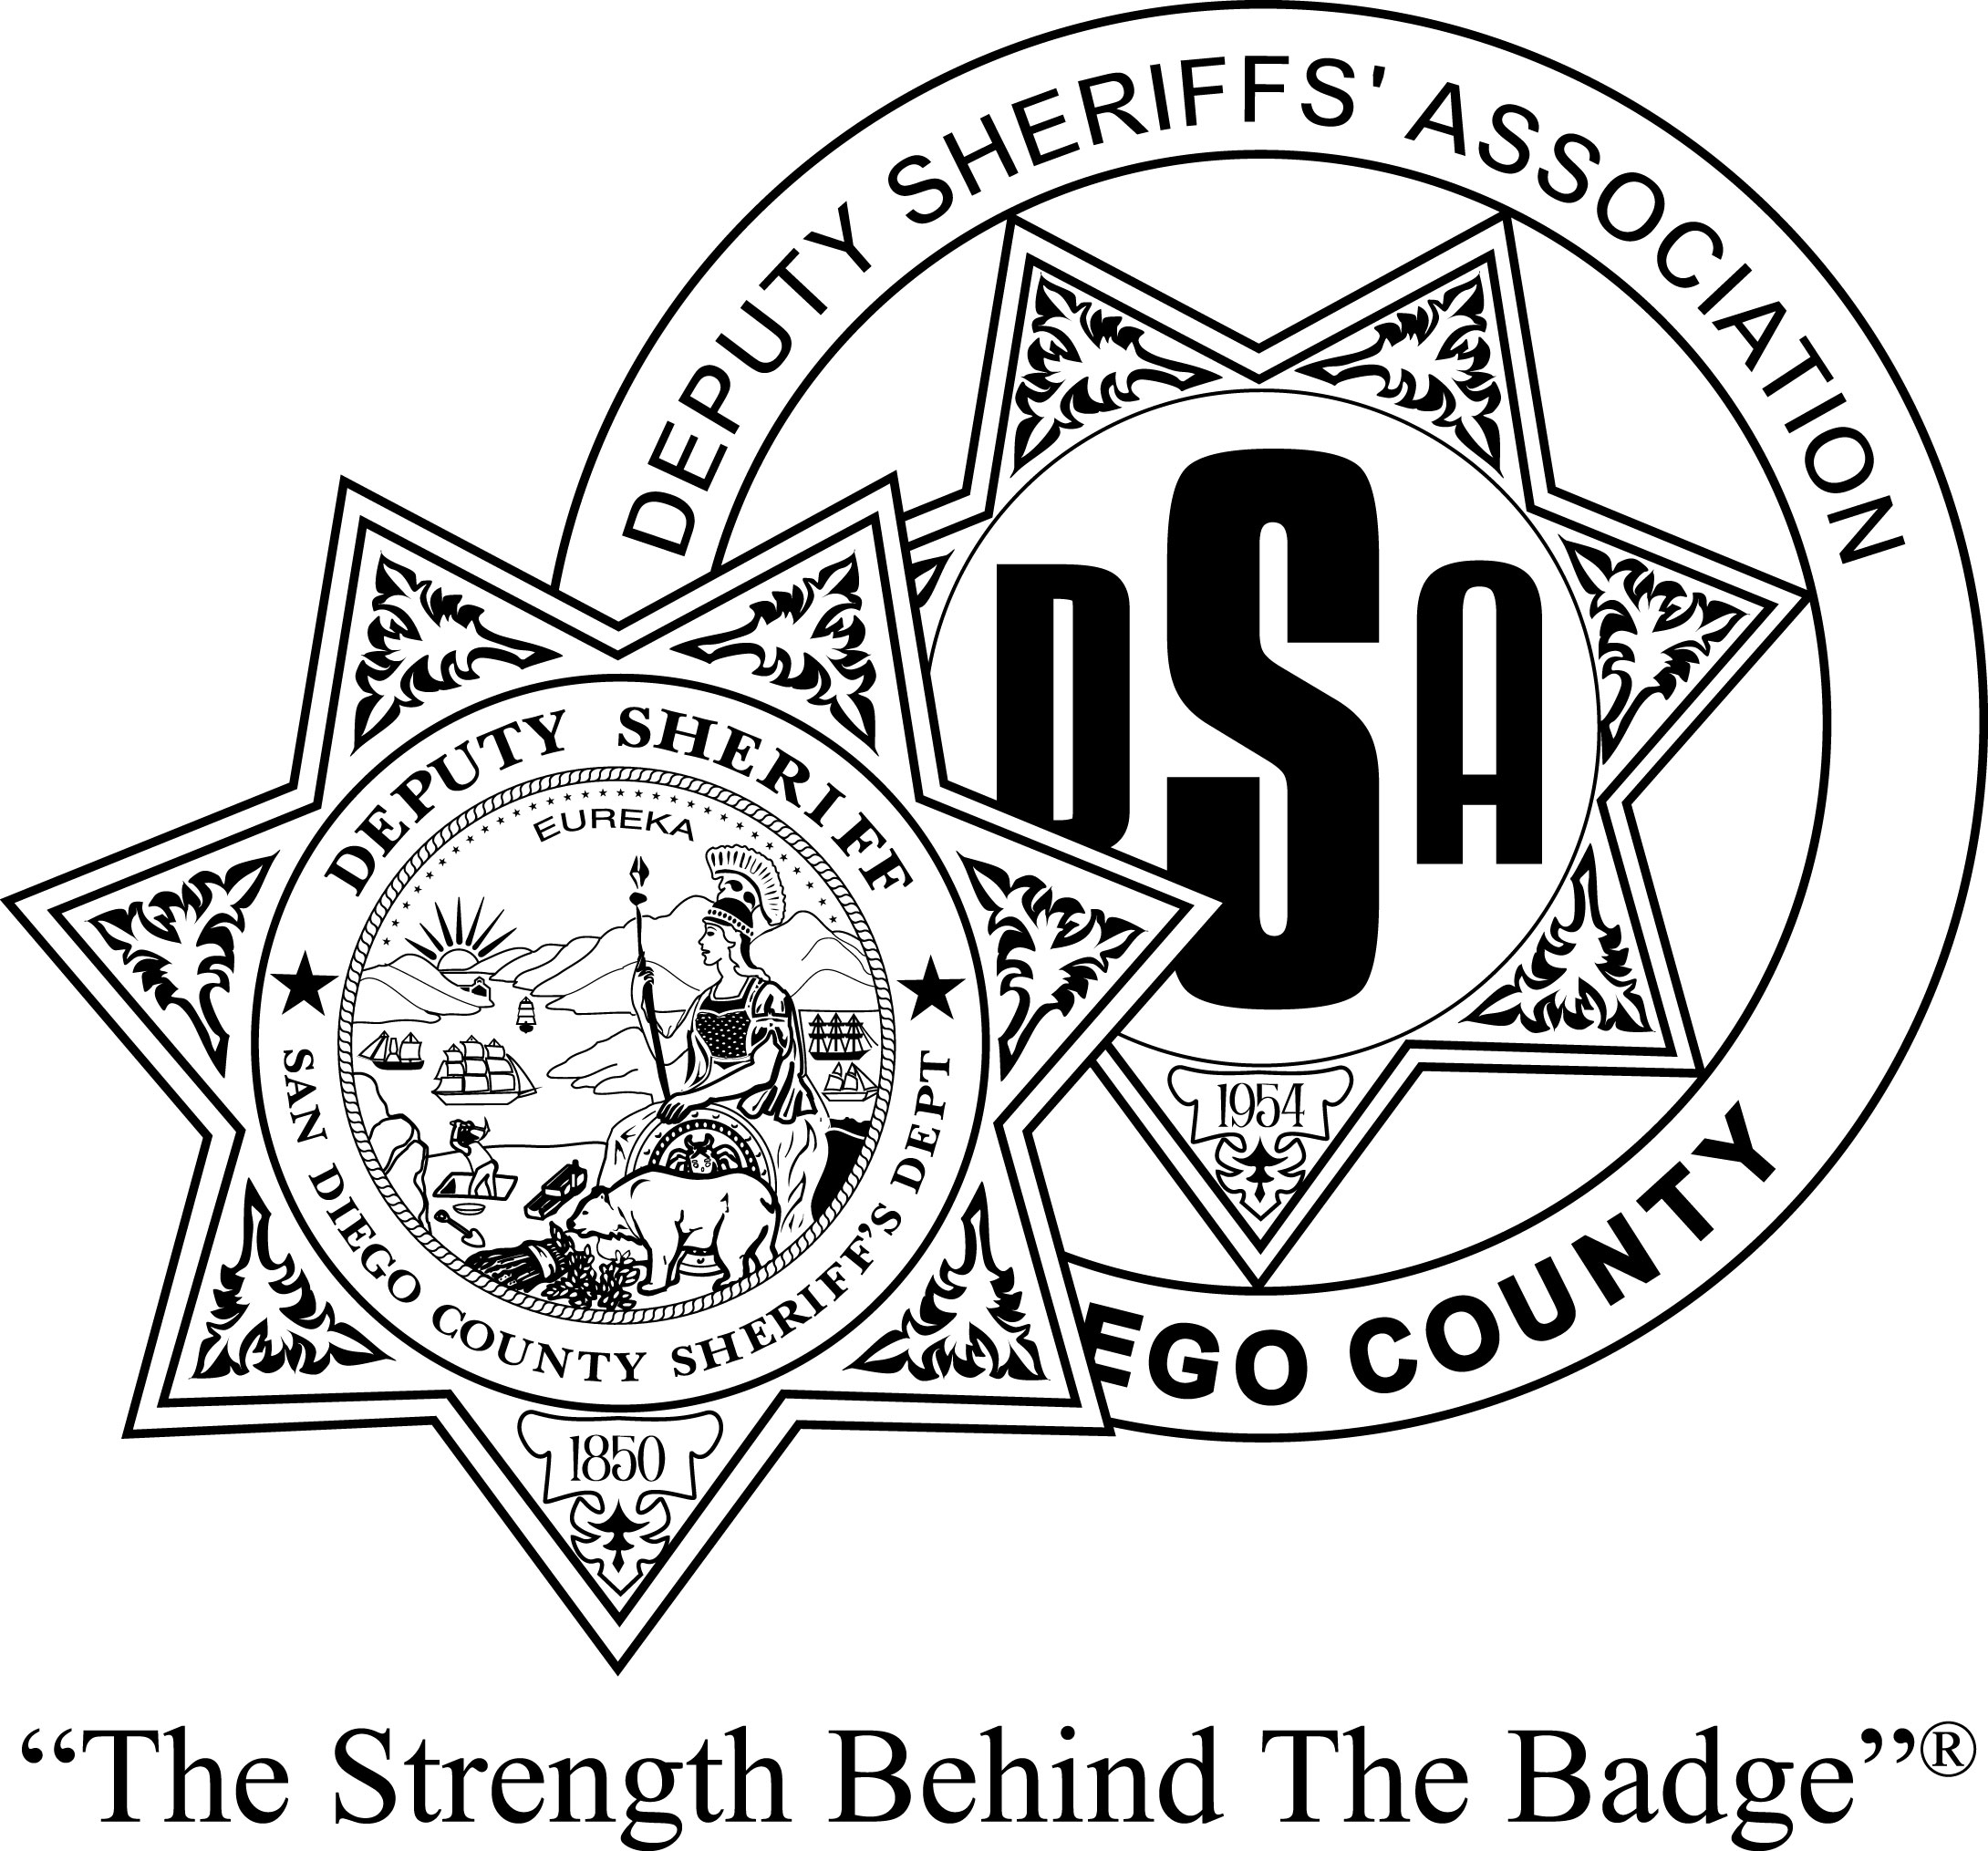 DEPUTY SHERIFFS' ASSOCIATION
DSA
1954
EGO COUNTY
DEPUTY SHERIFF
EUREKA
SAN DIEGO COUNTY SHERIFF'S DEPT
1850
“The Strength Behind The Badge”®